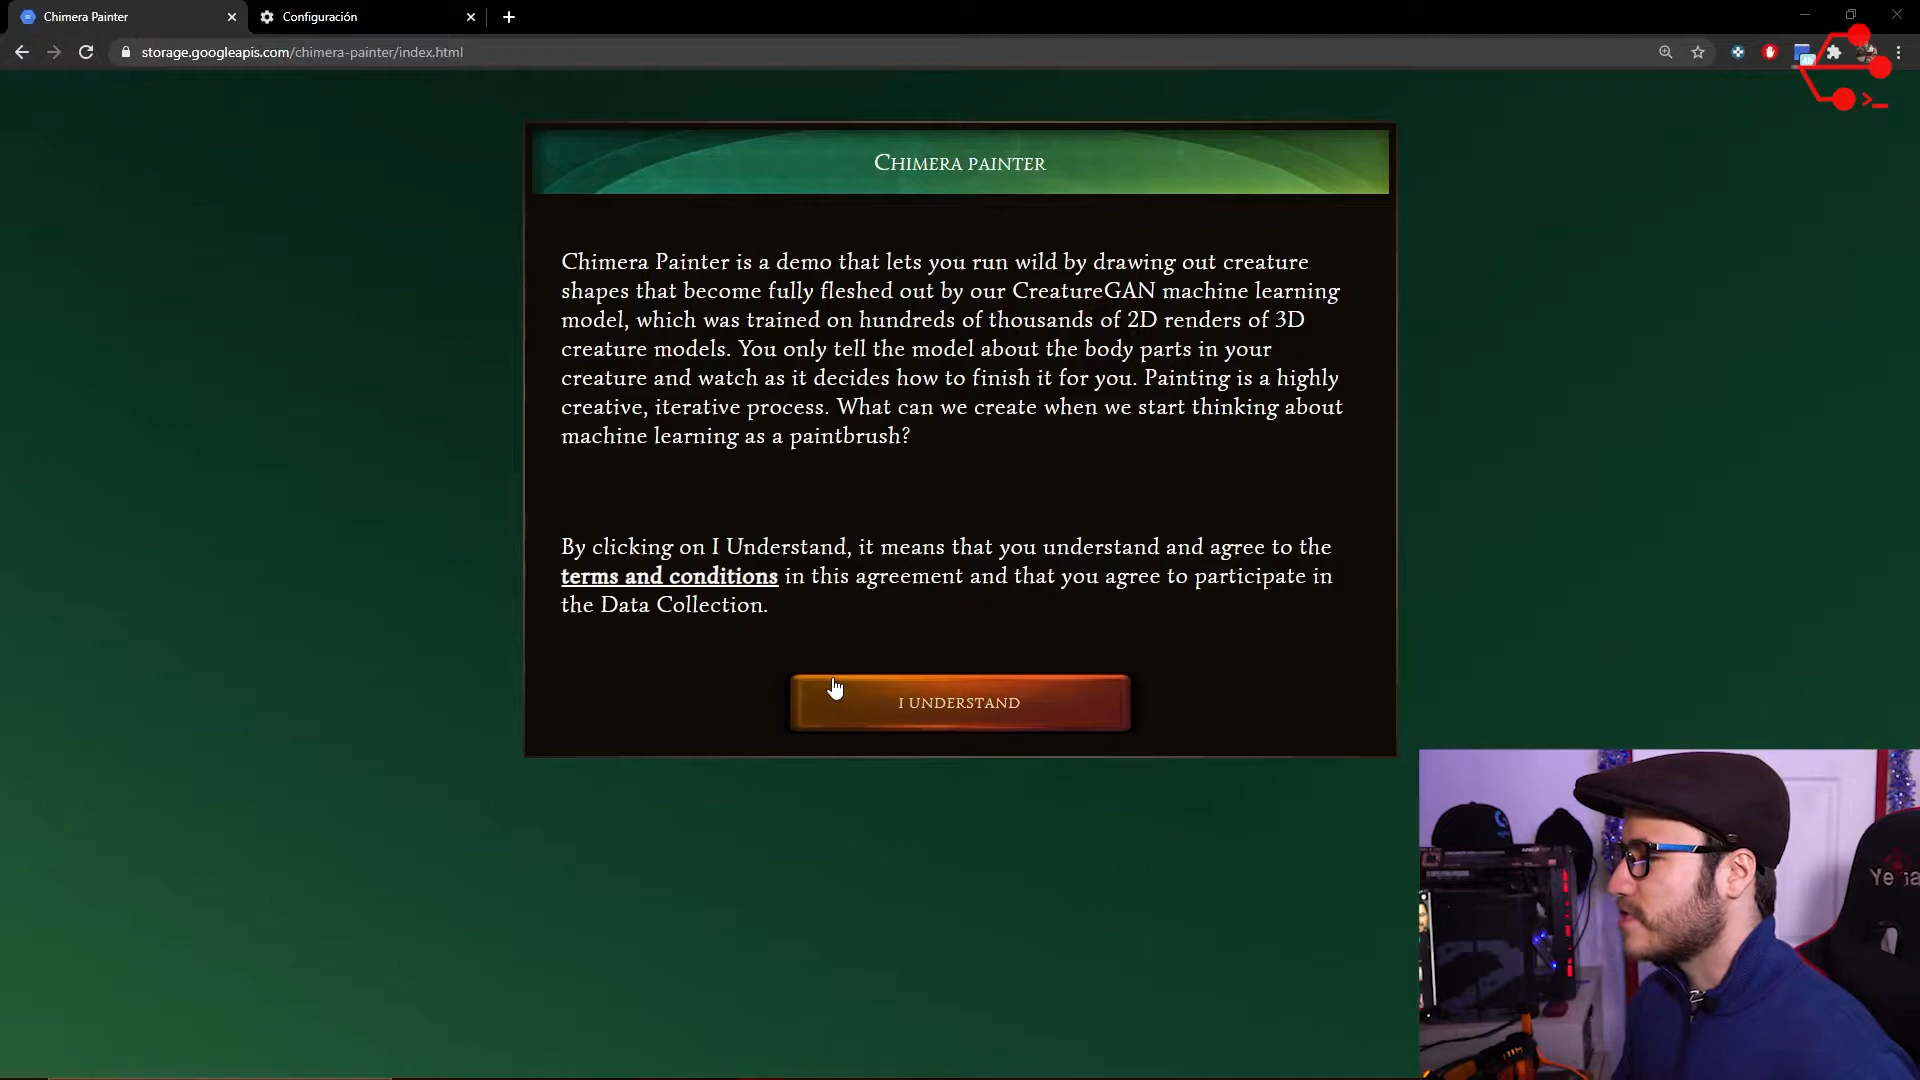 Chimera Painter
Configuración
storage.googleapis.com/chimera-painter/index.html
Chimera painter
Chimera Painter is a demo that lets you run wild by drawing out creature
shapes that become fully fleshed out by our CreatureGAN machine learning
model, which was trained on hundreds of thousands of 2D renders of 3D
creature models. You only tell the model about the body parts in your
creature and watch as it decides how to finish it for you. Painting is a highly
creative, iterative process. What can we create when we start thinking about
machine learning as a paintbrush?
By clicking on I Understand, it means that you understand and agree to the
terms and conditions in this agreement and that you agree to participate in
the Data Collection.
I UNDERSTAND